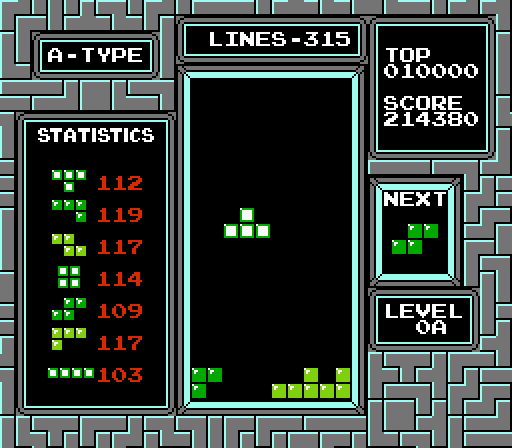 LINES-315
A-TYPE
TOP
010000
SCORE
214380
STATISTICS
112
119
117
114
109
117
103
NEXT
LEVEL
0A